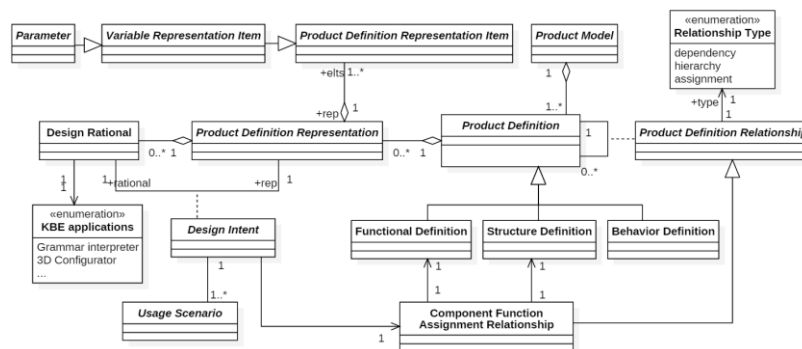 Parameter
Variable Representation Item
Product Definition Representation Item
Product Model
«enumeration»
Relationship Type
dependency
hierarchy
assignment
+elts
1..*
1
1..*
+type
1
1
+rep
1
Design Rational
0..*
1
Product Definition Representation
0..*
1
Product Definition
1
0..*
Product Definition Relationship
1
1
1
+rational
+rep
1
«enumeration»
KBE applications
Grammar interpreter
3D Configurator
...
Design Intent
1
1..*
Usage Scenario
Functional Definition
Structure Definition
Behavior Definition
1
1
1
1
1
Component Function
Assignment Relationship